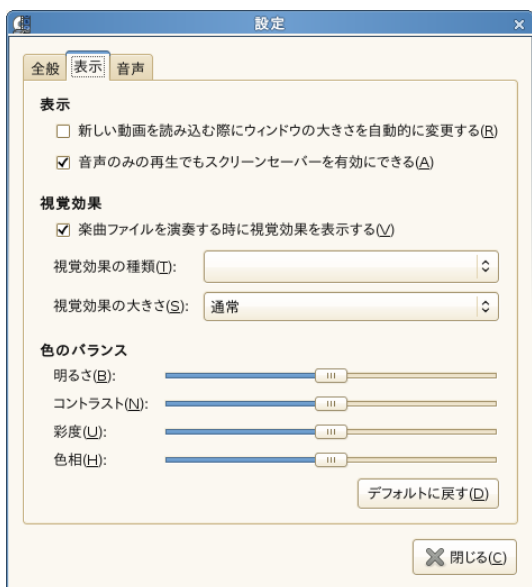 設定
全般 表示 音声
表示
新しい動画を読み込む際にウィンドウの大きさを自動的に変更する(R)
音声のみの再生でもスクリーンセーバーを有効にできる(A)
視覚効果
楽曲ファイルを演奏する時に視覚効果を表示する(V)
視覚効果の種類(T):
視覚効果の大きさ(S): 通常
色のバランス
明るさ(B):
コントラスト(N):
彩度(U):
色相(H):
デフォルトに戻す(D)
閉じる(C)